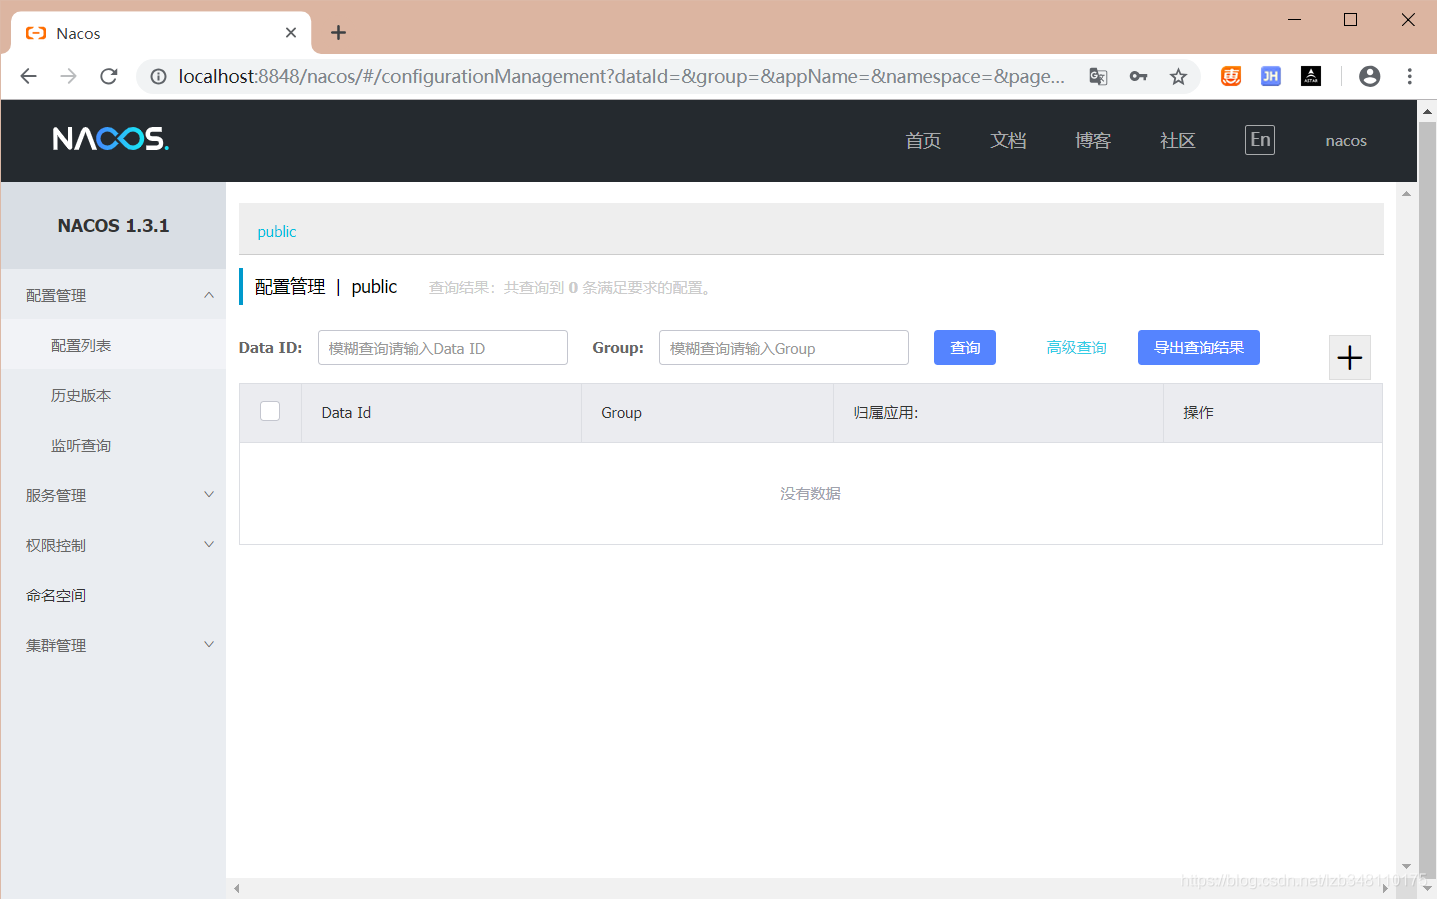 Nacos
localhost:8848/nacos/#/configurationManagement?dataId=&group=&appName=&namespace=&page...
惠
JH
NACOS.
首页
文档
博客
社区
En
nacos
NACOS 1.3.1
public
配置管理 | public 查询结果：共查询到 0 条满足要求的配置。
配置管理
配置列表
历史版本
监听查询
服务管理
权限控制
命名空间
集群管理
Data ID: 模糊查询请输入Data ID Group: 模糊查询请输入Group 查询 高级查询 导出查询结果
Data Id Group 归属应用: 操作
没有数据
https://blog.csdn.net/lzb348110175